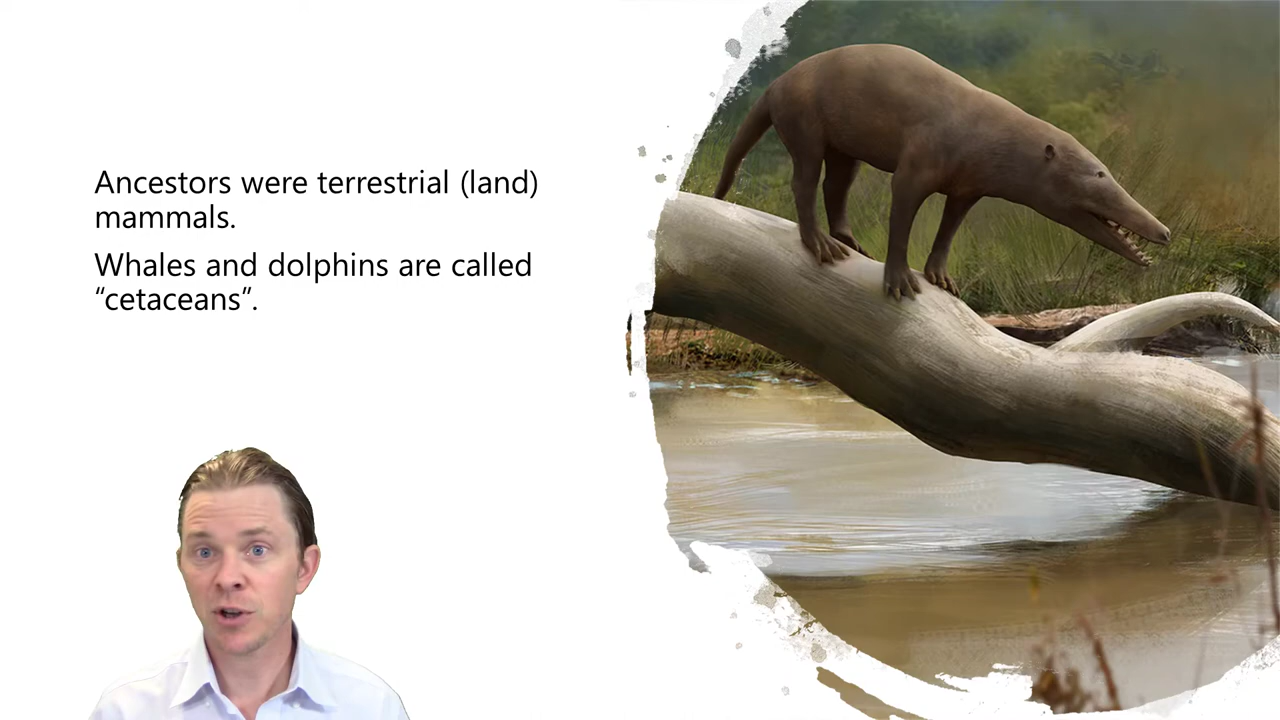 Ancestors were terrestrial (land)
mammals.
Whales and dolphins are called
“cetaceans”.